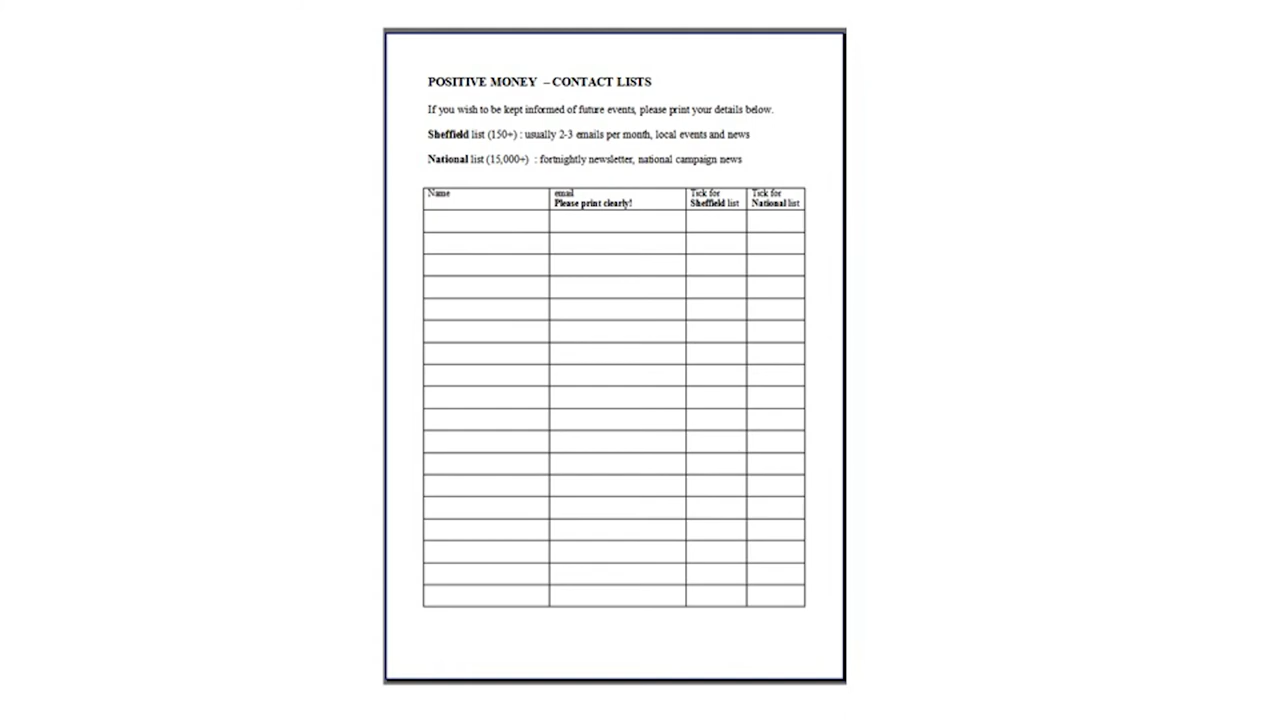 POSITIVE MONEY – CONTACT LISTS
If you wish to be kept informed of future events, please print your details below.
Sheffield list (150+) : usually 2-3 emails per month, local events and news
National list (15,000+) : fortnightly newsletter, national campaign news
Name
email
Please print clearly!
Tick for
Sheffield list
Tick for
National list